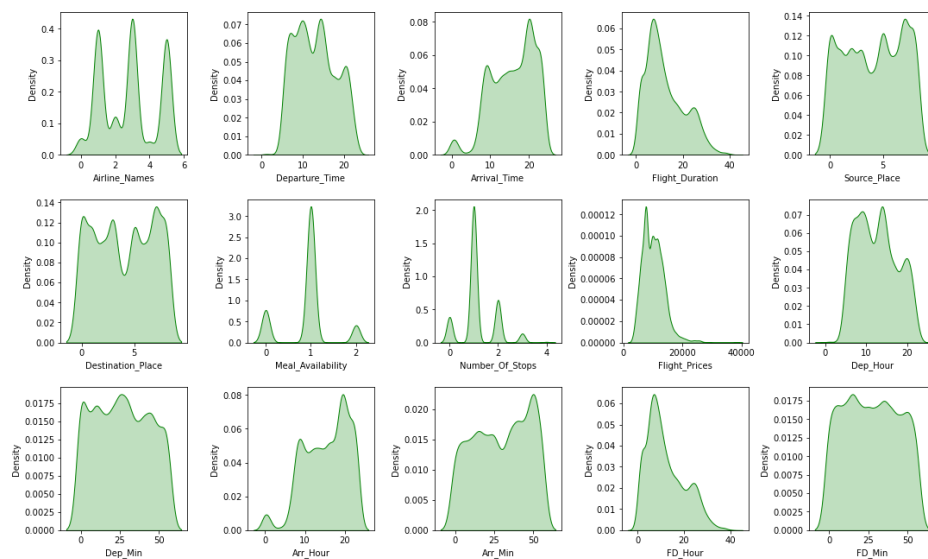 Density
0.4
0.3
0.2
0.1
0.0
0 2 4 6
Airline_Names
Density
0.07
0.06
0.05
0.04
0.03
0.02
0.01
0.00
0 10 20
Departure_Time
Density
0.08
0.06
0.04
0.02
0.00
0 10 20
Arrival_Time
Density
0.06
0.05
0.04
0.03
0.02
0.01
0.00
0 20 40
Flight_Duration
Density
0.14
0.12
0.10
0.08
0.06
0.04
0.02
0.00
0 5
Source_Place
Density
0.14
0.12
0.10
0.08
0.06
0.04
0.02
0.00
0 5
Destination_Place
Density
3.0
2.5
2.0
1.5
1.0
0.5
0.0
0 1 2
Meal_Availability
Density
2.0
1.5
1.0
0.5
0.0
0 2 4
Number_Of_Stops
Density
0.00012
0.00010
0.00008
0.00006
0.00004
0.00002
0.00000
0 20000 40000
Flight_Prices
Density
0.07
0.06
0.05
0.04
0.03
0.02
0.01
0.00
0 10 20
Dep_Hour
Density
0.0175
0.0150
0.0125
0.0100
0.0075
0.0050
0.0025
0.0000
0 50
Dep_Min
Density
0.08
0.06
0.04
0.02
0.00
0 10 20
Arr_Hour
Density
0.020
0.015
0.010
0.005
0.000
0 50
Arr_Min
Density
0.06
0.05
0.04
0.03
0.02
0.01
0.00
0 20 40
FD_Hour
Density
0.0175
0.0150
0.0125
0.0100
0.0075
0.0050
0.0025
0.0000
0 50
FD_Min